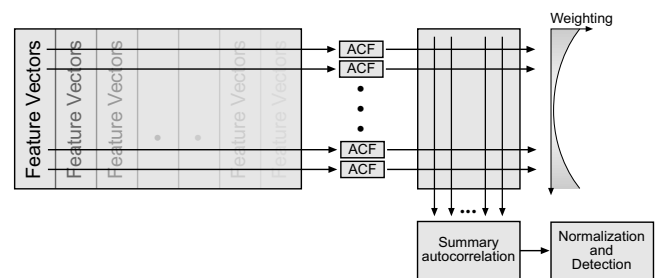 Weighting
Feature Vectors
Feature Vectors
Feature Vectors
Feature Vectors
Feature Vectors
ACF
ACF
ACF
ACF
Summary
autocorrelation
Normalization
and
Detection